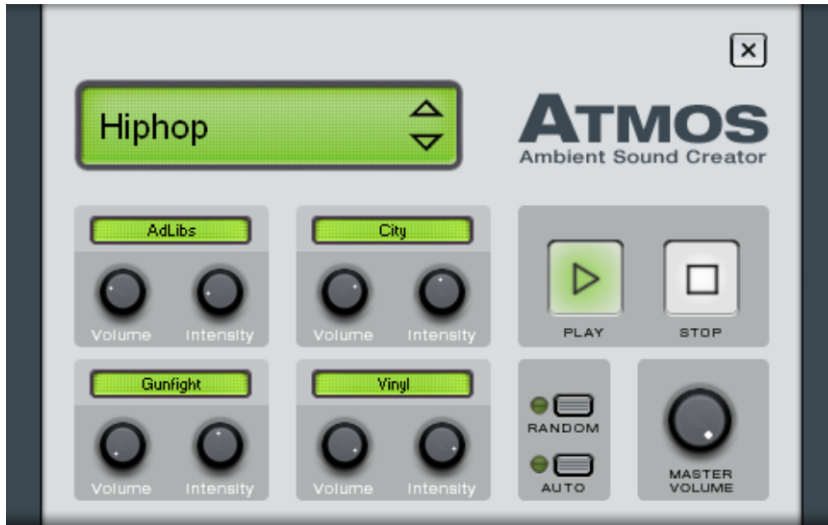 Hiphop
ATMOS
Ambient Sound Creator
AdLibs
Volume Intensity
City
Volume Intensity
PLAY
STOP
Gunfight
Volume Intensity
Vinyl
Volume Intensity
RANDOM
AUTO
MASTER
VOLUME